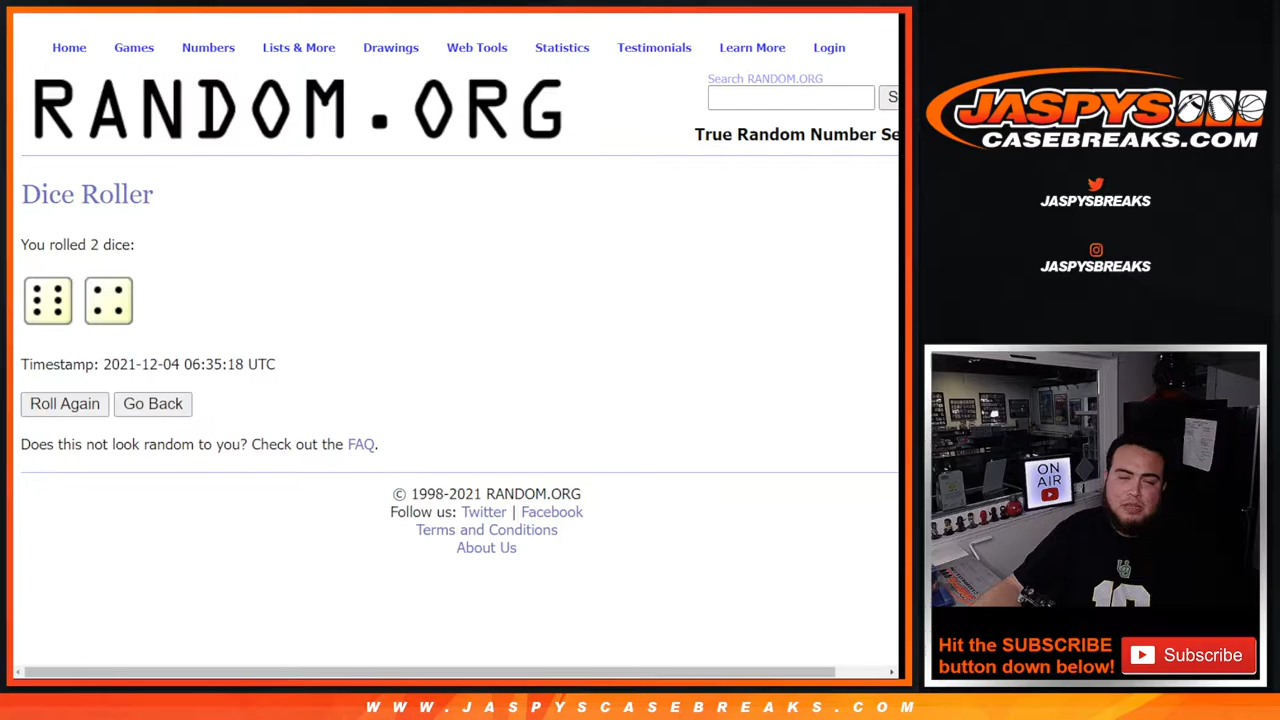 Home Games Numbers Lists & More Drawings Web Tools Statistics Testimonials Learn More Login
RANDOM.ORG
Search RANDOM.ORG
S
True Random Number Se
Dice Roller
You rolled 2 dice:
Timestamp: 2021-12-04 06:35:18 UTC
Roll Again Go Back
Does this not look random to you? Check out the FAQ.
© 1998-2021 RANDOM.ORG
Follow us: Twitter | Facebook
Terms and Conditions
About Us
JASPYS
CASEBREAKS.COM
JASPYSBREAKS
JASPYSBREAKS
ON
AIR
10
Hit the SUBSCRIBE
button down below!
Subscribe
WWW.JASPYSCASEBREAKS.COM